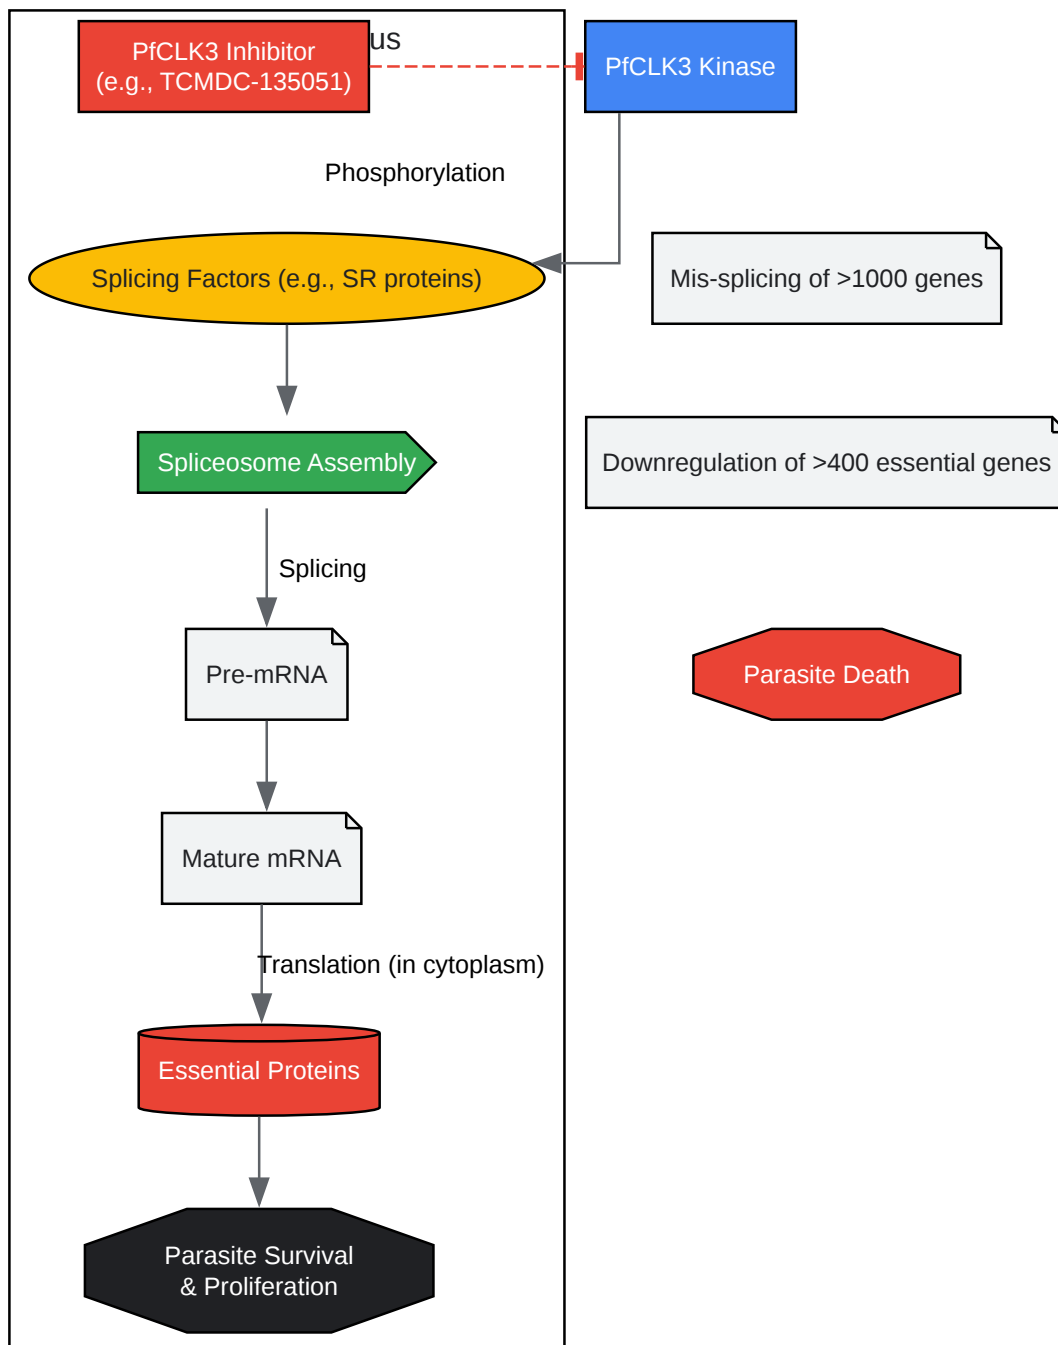 PfCLK3 Inhibitor
(e.g., TCMDC-135051)
us
PfCLK3 Kinase
Phosphorylation
Splicing Factors (e.g., SR proteins)
Mis-splicing of >1000 genes
Spliceosome Assembly
Downregulation of >400 essential genes
Splicing
Pre-mRNA
Parasite Death
Mature mRNA
Translation (in cytoplasm)
Essential Proteins
Parasite Survival
& Proliferation